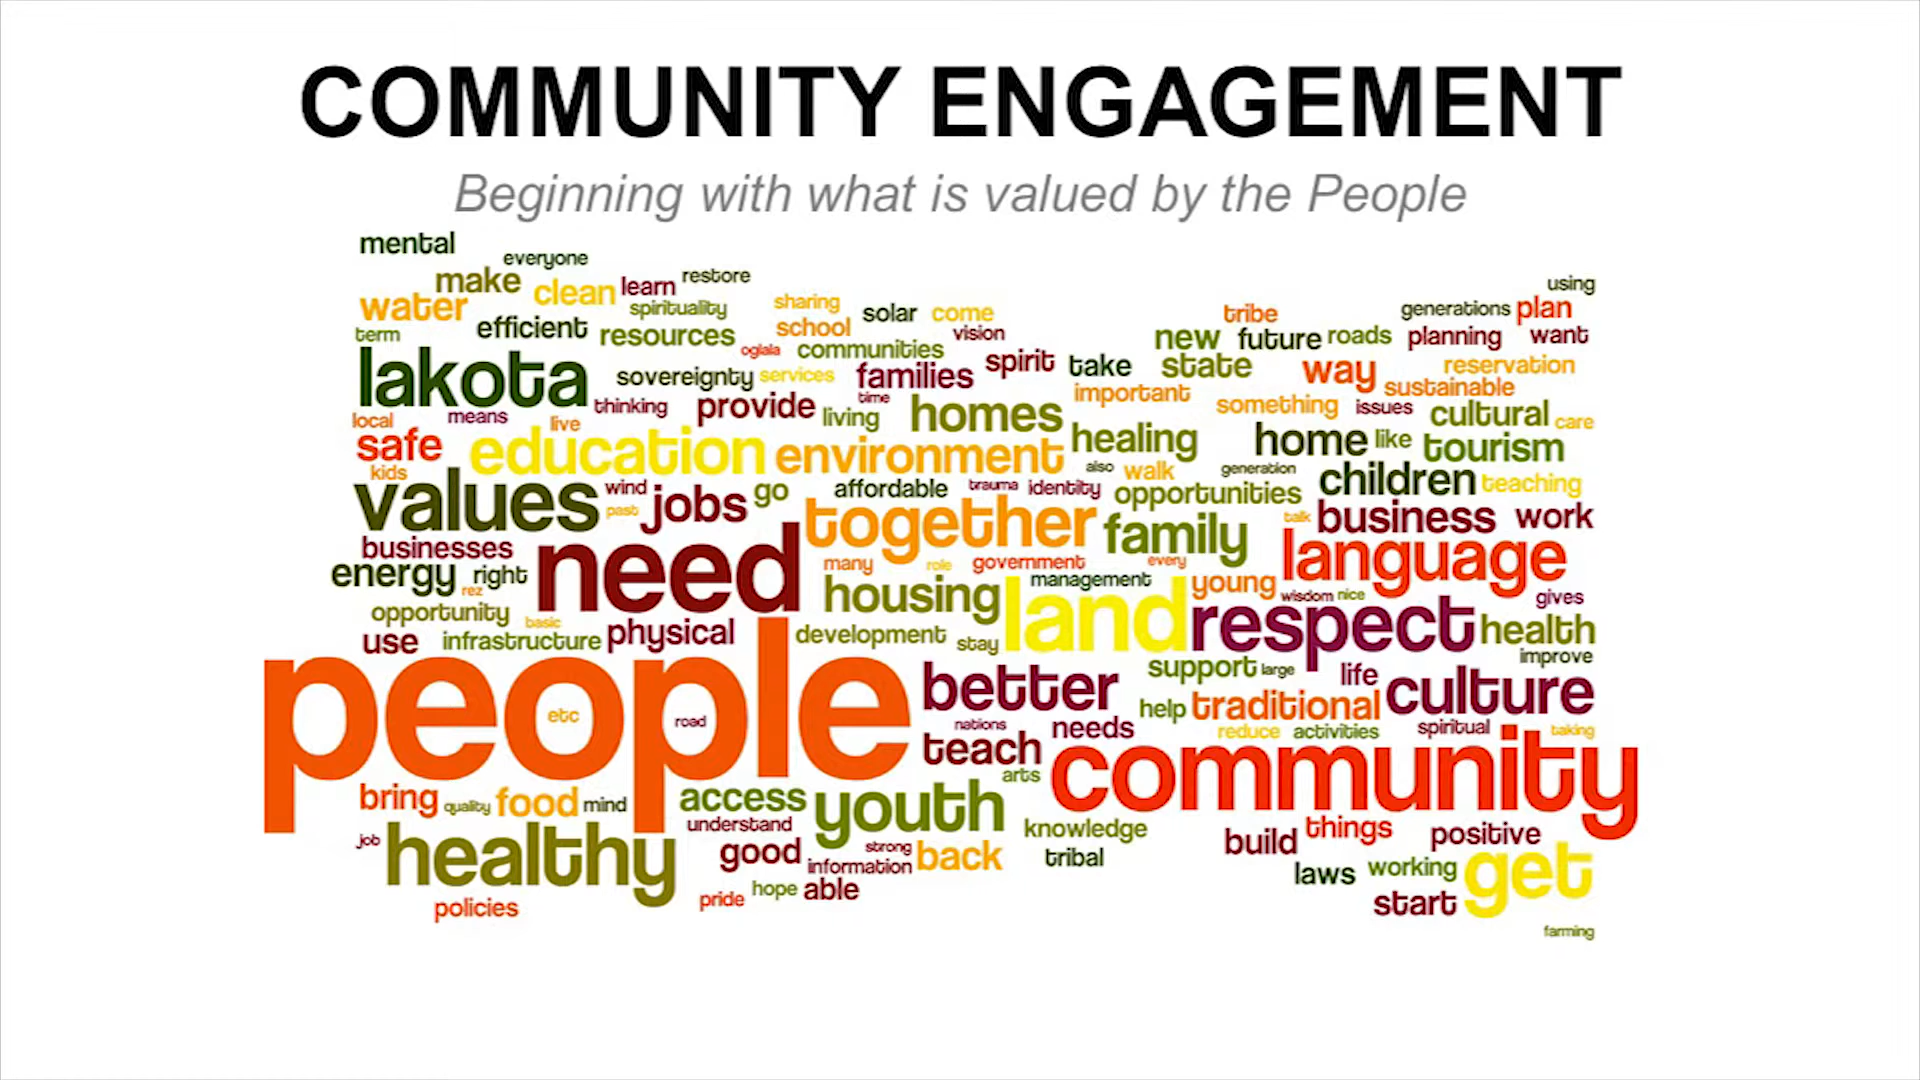 COMMUNITY ENGAGEMENT
Beginning with what is valued by the People
mental
everyone
make clean learn restore using
water spirituality sharing solar come tribe generations plan
term efficient resources school vision new future roads planning want
oglala communities
lakota sovereignty services families spirit take state way reservation
thinking provide time important something sustainable
local means live living homes issues cultural care
safe education environment healing home like tourism
kids also walk generation children teaching
values wind jobs go affordable trauma identity opportunities
past together family talk business work
businesses need many role government every language
energy right rez housing management young wisdom nice gives
opportunity basic land respect health
use infrastructure physical development stay improve
people better support large life culture
etc road nations needs help traditional spiritual
teach reduce activities taking
arts community
bring quality food mind access youth knowledge things
job healthy understand build positive
good strong back tribal
information laws working get
pride hope able start
policies
farming